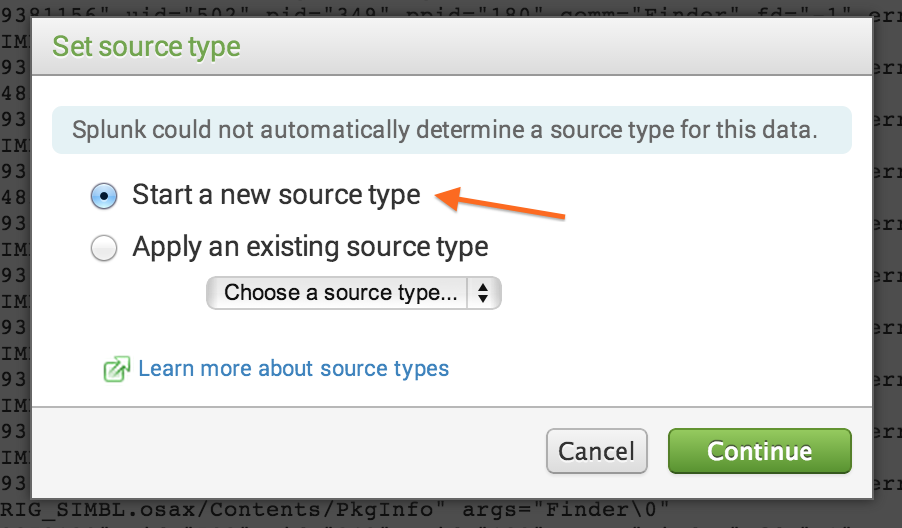 9381156" uid="502" pid="349" ppid="180" comm="Finder" fd="-1" err
Set source type
Splunk could not automatically determine a source type for this data.
Start a new source type
Apply an existing source type
Choose a source type...
Learn more about source types
Cancel
Continue
RIG_SIMBL.osax/Contents/PkgInfo" args="Finder\0"